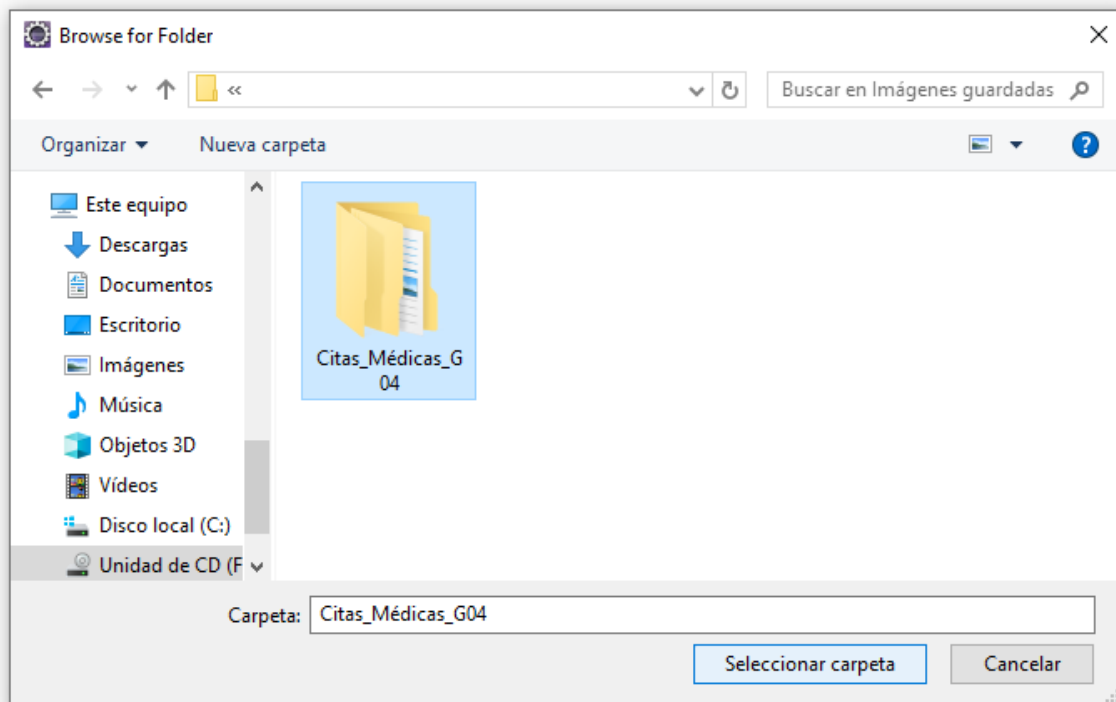 Browse for Folder
«
Buscar en Imágenes guardadas
Organizar
Nueva carpeta
?
Este equipo
Descargas
Documentos
Escritorio
Imágenes
Música
Objetos 3D
Vídeos
Disco local (C:)
Unidad de CD (F
Citas_Médicas_G
04
Carpeta: Citas_Médicas_G04
Seleccionar carpeta
Cancelar